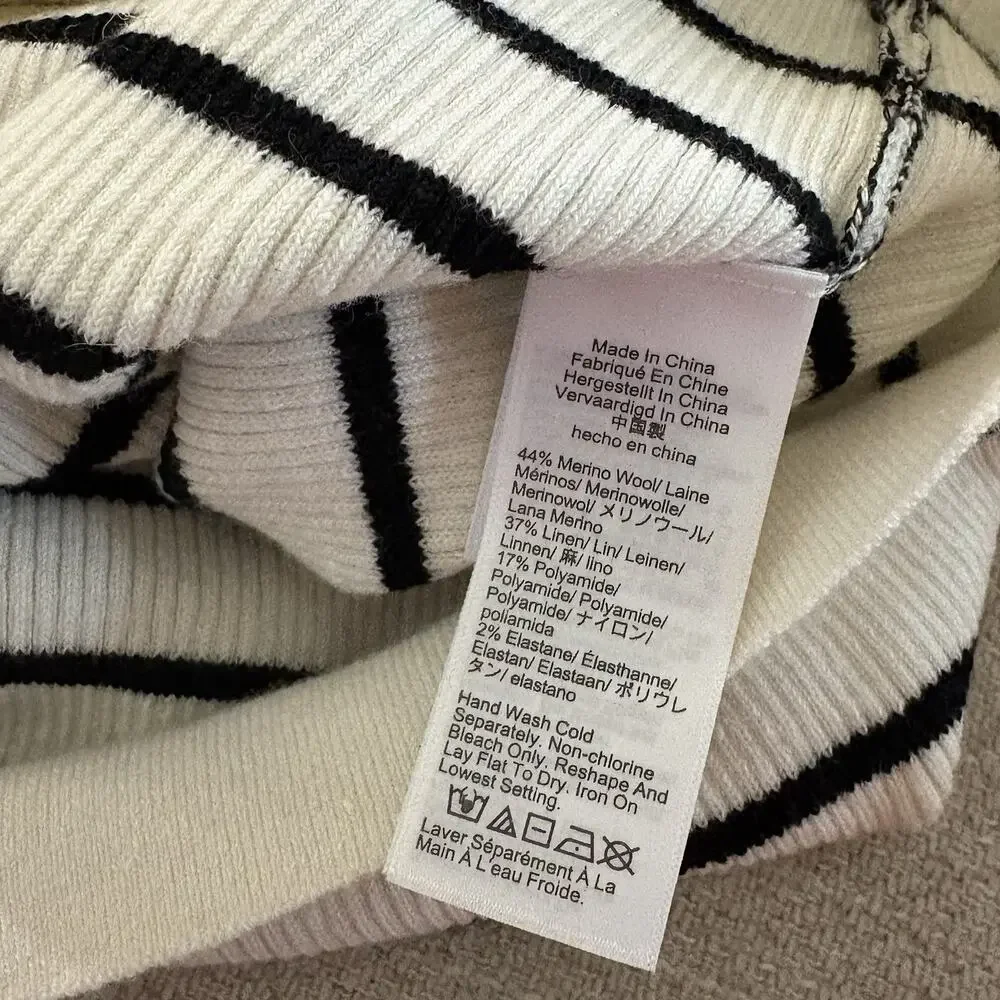 Made In China
Fabriqué En Chine
Hergestellt In China
Vervaardigd In China
中国製
hecho en china
44% Merino Wool/ Laine
Mérinos/ Merinowolle/
Merinowol/ メリノウール/
Lana Merino
37% Linen/ Lin/ Leinen/
Linnen/ 麻/ lino
17% Polyamide/
Polyamide/ Polyamide/
Polyamide/ ナイロン/
poliamida
2% Elastane/ Élasthanne/
Elastan/ Elastaan/ ポリウレ
タン/ elastano
Hand Wash Cold
Separately. Non-chlorine
Bleach Only. Reshape And
Lay Flat To Dry. Iron On
Lowest Setting.
Laver Séparément À La
Main À L'eau Froide.